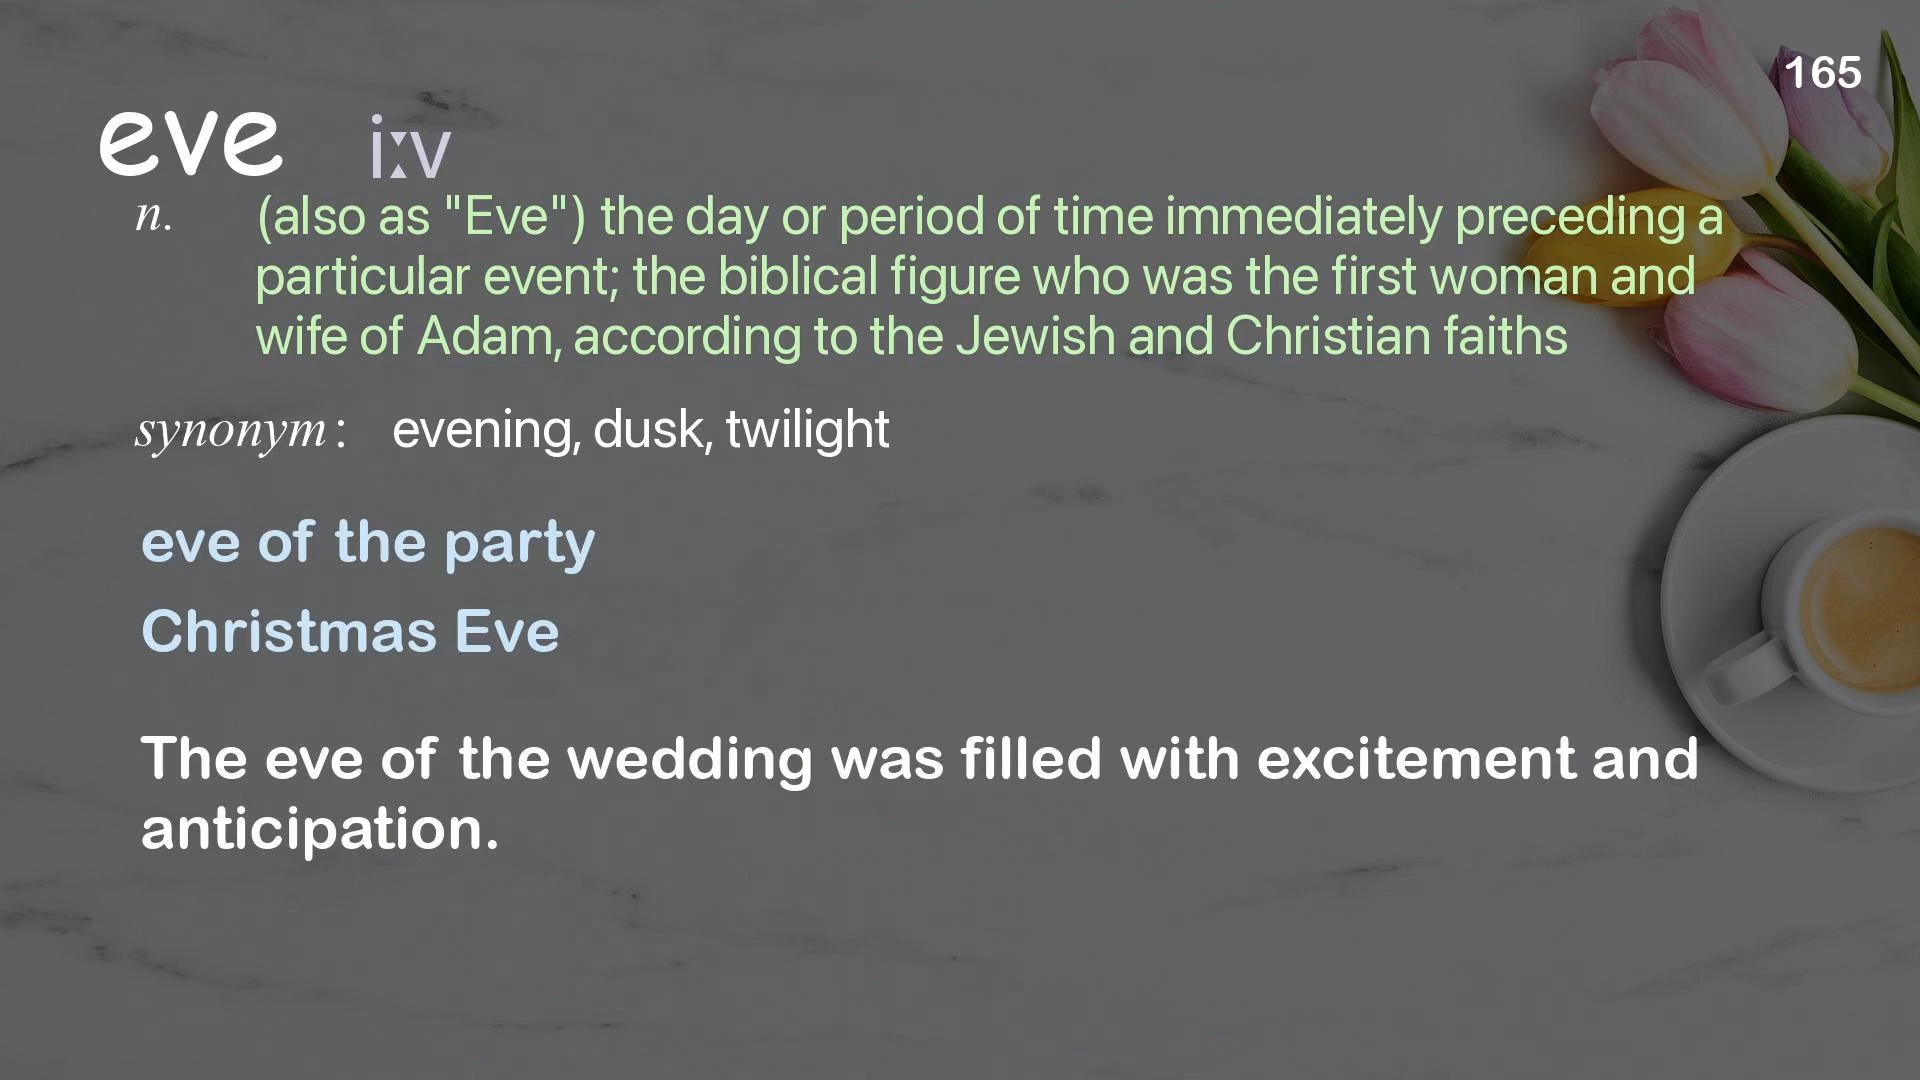 165
eve iːv
n. (also as "Eve") the day or period of time immediately preceding a
particular event; the biblical figure who was the first woman and
wife of Adam, according to the Jewish and Christian faiths
synonym: evening, dusk, twilight
eve of the party
Christmas Eve
The eve of the wedding was filled with excitement and
anticipation.